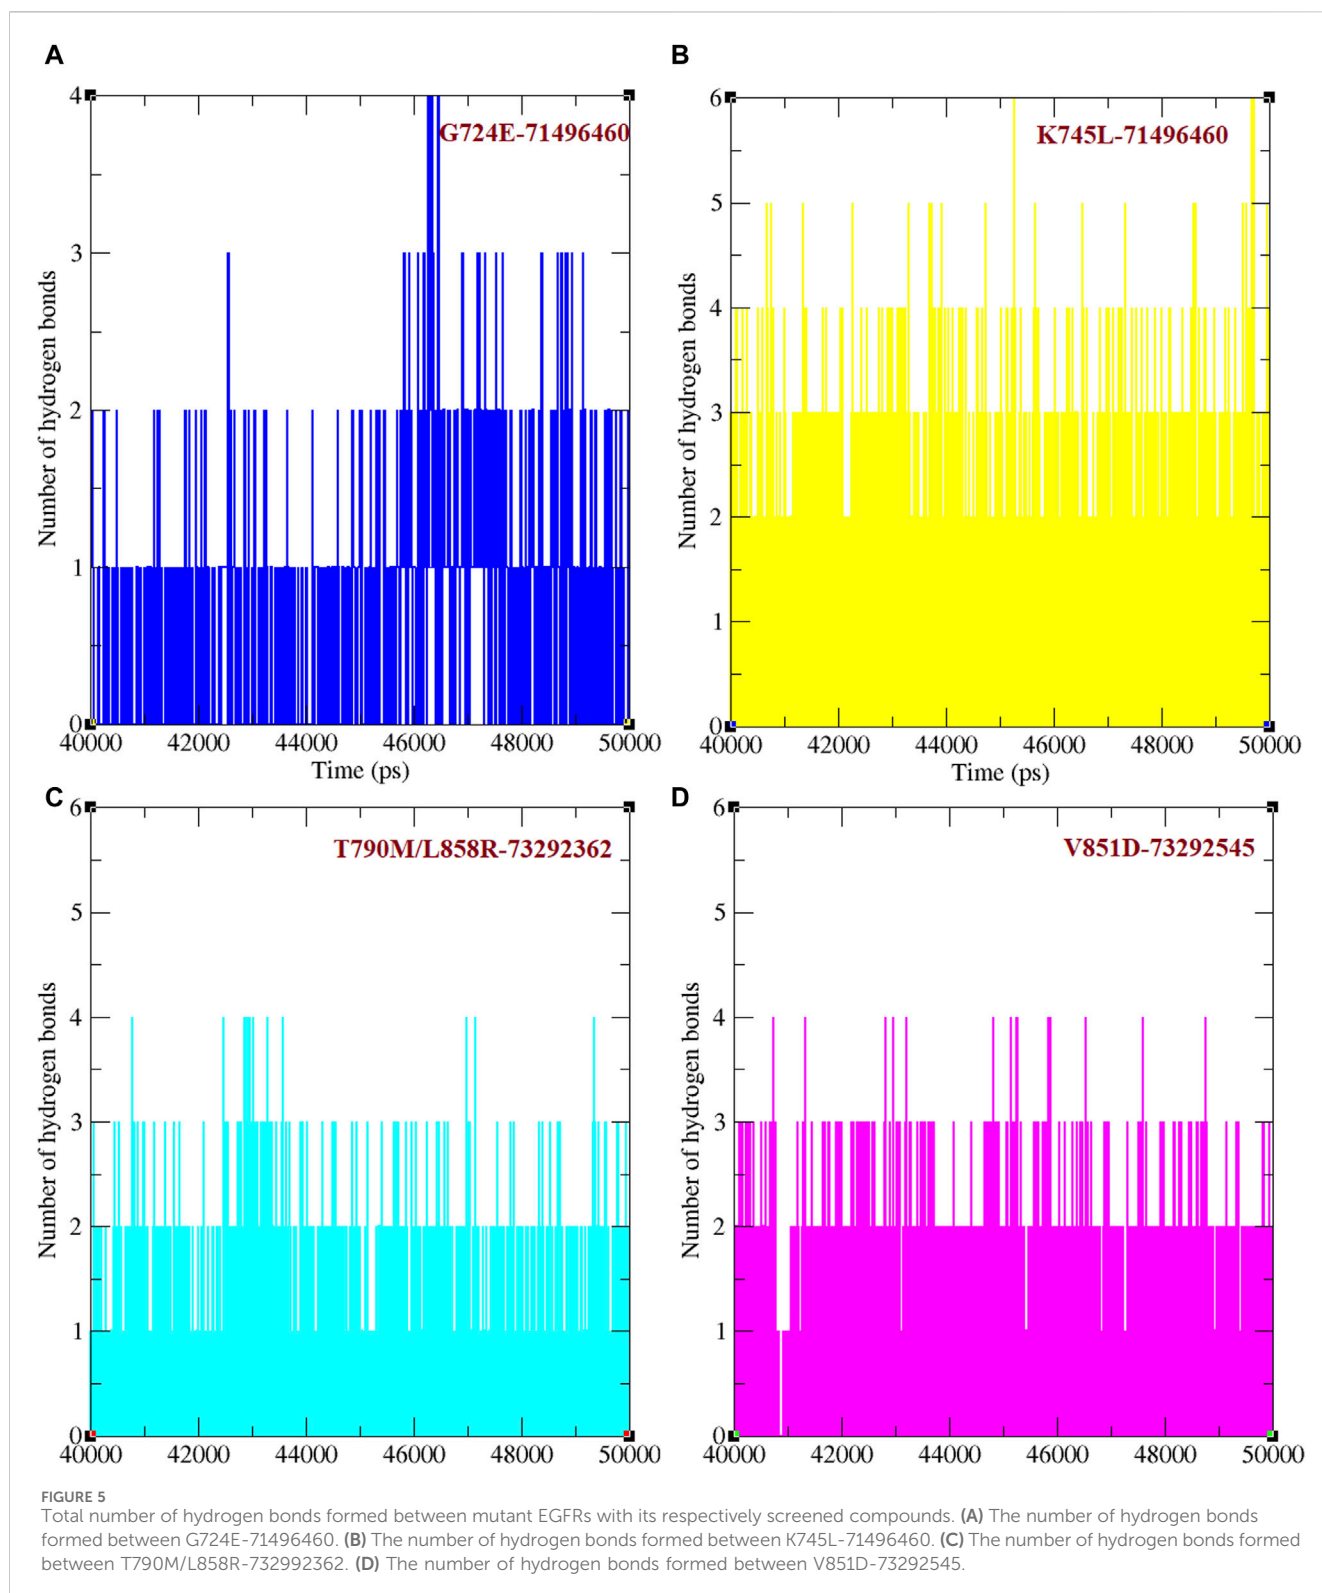 A
4
3
2
1
0
Number of hydrogen bonds
G724E-71496460
40000 42000 44000 46000 48000 50000
Time (ps)
B
6
5
4
3
2
1
0
Number of hydrogen bonds
K745L-71496460
40000 42000 44000 46000 48000 50000
Time (ps)
C
6
5
4
3
2
1
0
Number of hydrogen bonds
T790M/L858R-73292362
40000 42000 44000 46000 48000 50000
D
6
5
4
3
2
1
0
Number of hydrogen bonds
V851D-73292545
40000 42000 44000 46000 48000 50000
FIGURE 5
Total number of hydrogen bonds formed between mutant EGFRs with its respectively screened compounds. (A) The number of hydrogen bonds
formed between G724E-71496460. (B) The number of hydrogen bonds formed between K745L-71496460. (C) The number of hydrogen bonds formed
between T790M/L858R-732992362. (D) The number of hydrogen bonds formed between V851D-73292545.